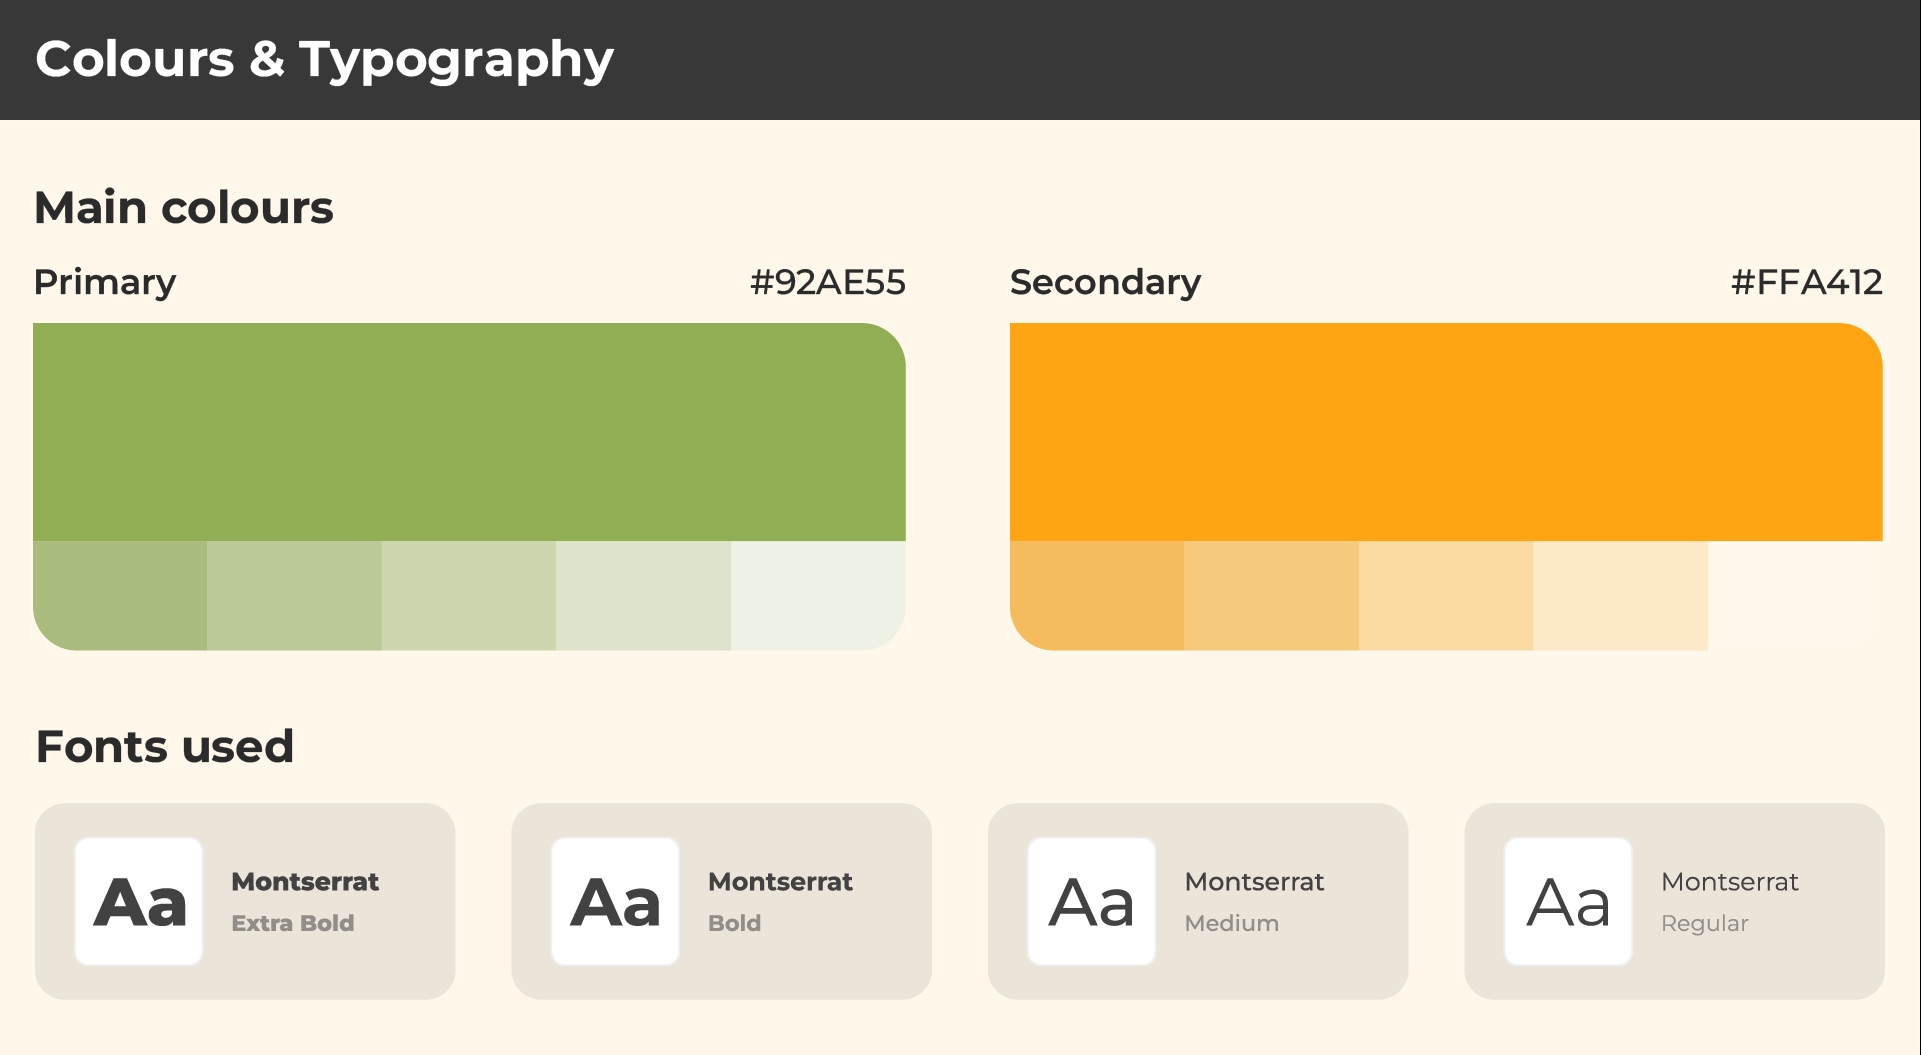 Colours & Typography
Main colours
Primary #92AE55
Secondary #FFA412
Fonts used
Aa
Montserrat
Extra Bold
Aa
Montserrat
Bold
Aa
Montserrat
Medium
Aa
Montserrat
Regular